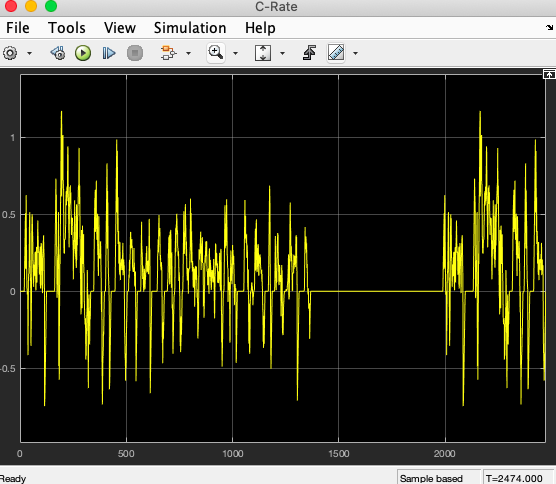 C-Rate
File Tools View Simulation Help
1
0.5
0
-0.5
0 500 1000 1500 2000
Ready Sample based T=2474.000